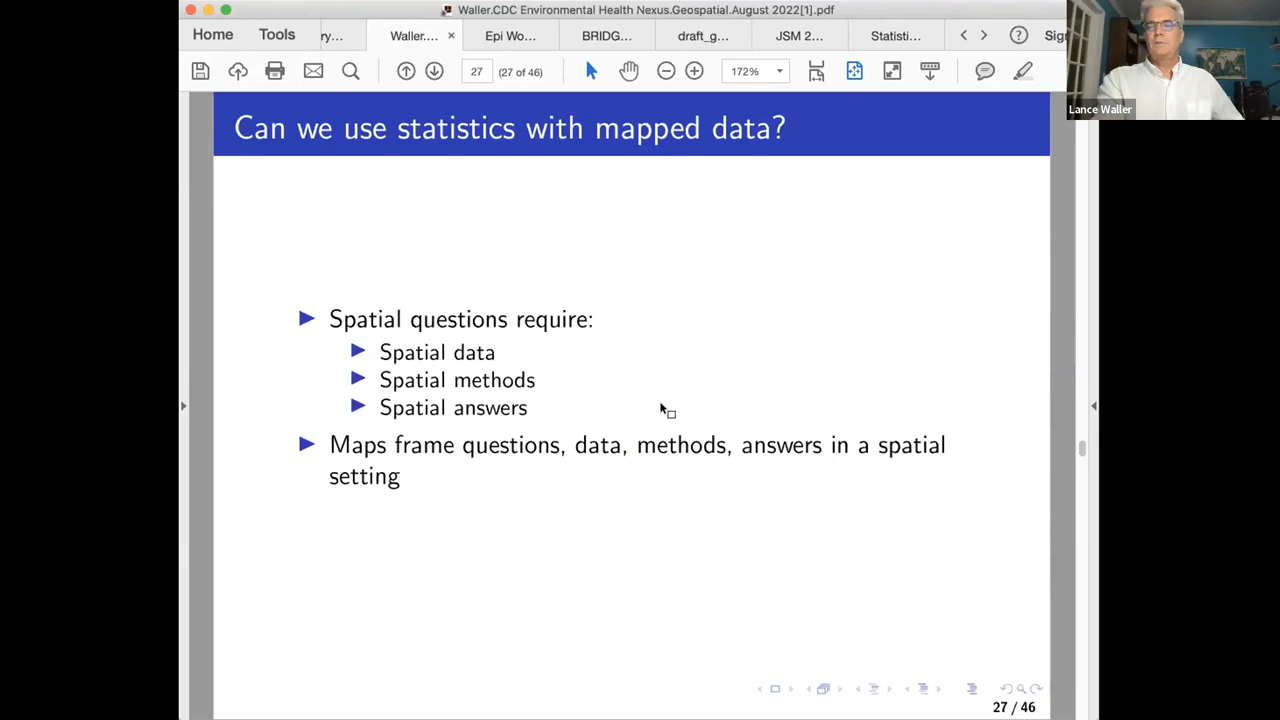 Waller.CDC Environmental Health Nexus.Geospatial.August 2022[1].pdf
Home Tools ry... Waller.... × Epi Wo... BRIDG... draft_g... JSM 2... Statisti... Sig
27 (27 of 46) 172%
Lance Waller
Can we use statistics with mapped data?
Spatial questions require:
Spatial data
Spatial methods
Spatial answers
Maps frame questions, data, methods, answers in a spatial
setting
27 / 46